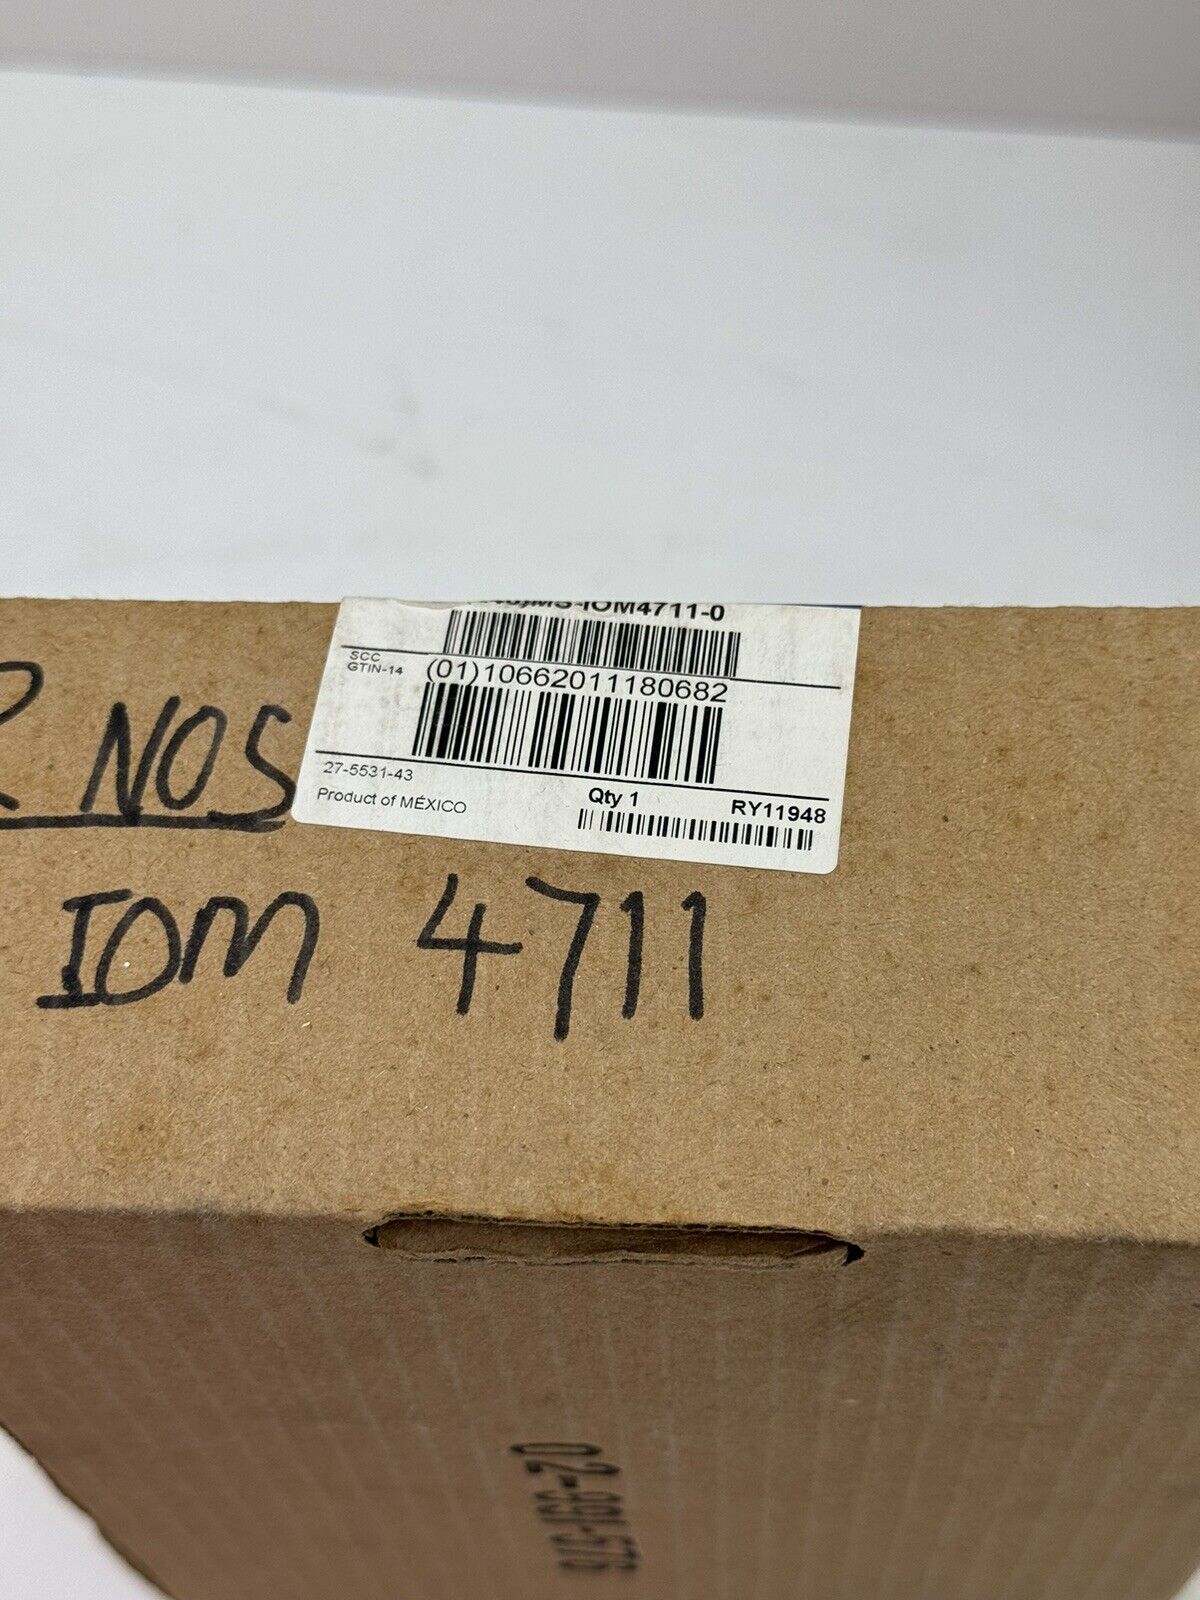 MS-IOM4711-0
SCC
GTIN-14 (01)10662011180682
27-5531-43
Product of MÉXICO
Qty 1
RY11948
NOS
IOM 4711